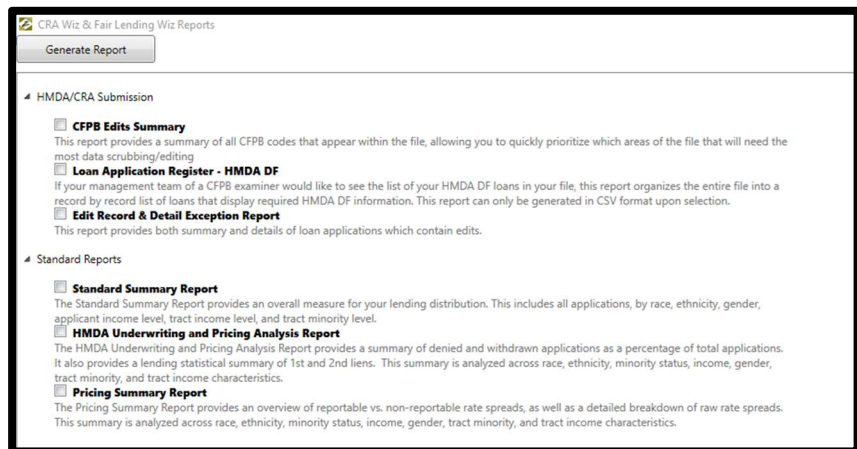 CRA Wiz & Fair Lending Wiz Reports
Generate Report
HMDA/CRA Submission
CFPB Edits Summary
This report provides a summary of all CFPB codes that appear within the file, allowing you to quickly prioritize which areas of the file that will need the
most data scrubbing/editing
Loan Application Register - HMDA DF
If your management team of a CFPB examiner would like to see the list of your HMDA DF loans in your file, this report organizes the entire file into a
record by record list of loans that display required HMDA DF information. This report can only be generated in CSV format upon selection.
Edit Record & Detail Exception Report
This report provides both summary and details of loan applications which contain edits.
Standard Reports
Standard Summary Report
The Standard Summary Report provides an overall measure for your lending distribution. This includes all applications, by race, ethnicity, gender,
applicant income level, tract income level, and tract minority level.
HMDA Underwriting and Pricing Analysis Report
The HMDA Underwriting and Pricing Analysis Report provides a summary of denied and withdrawn applications as a percentage of total applications.
It also provides a lending statistical summary of 1st and 2nd liens. This summary is analyzed across race, ethnicity, minority status, income, gender,
tract minority, and tract income characteristics.
Pricing Summary Report
The Pricing Summary Report provides an overview of reportable vs. non-reportable rate spreads, as well as a detailed breakdown of raw rate spreads.
This summary is analyzed across race, ethnicity, minority status, income, gender, tract minority, and tract income characteristics.